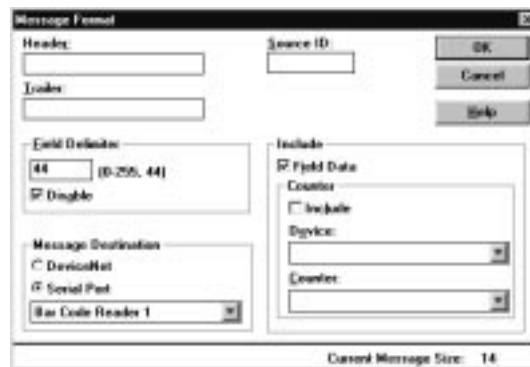 Message Format
Header:
Source ID:
OK
Cancel
Trailer:
Help
Field Delimiter
44 (0-255, 44)
Disable
Include
Field Data
Counter
Include
Device:
Counter:
Message Destination
DeviceNet
Serial Port
Bar Code Reader 1
Current Message Size: 14